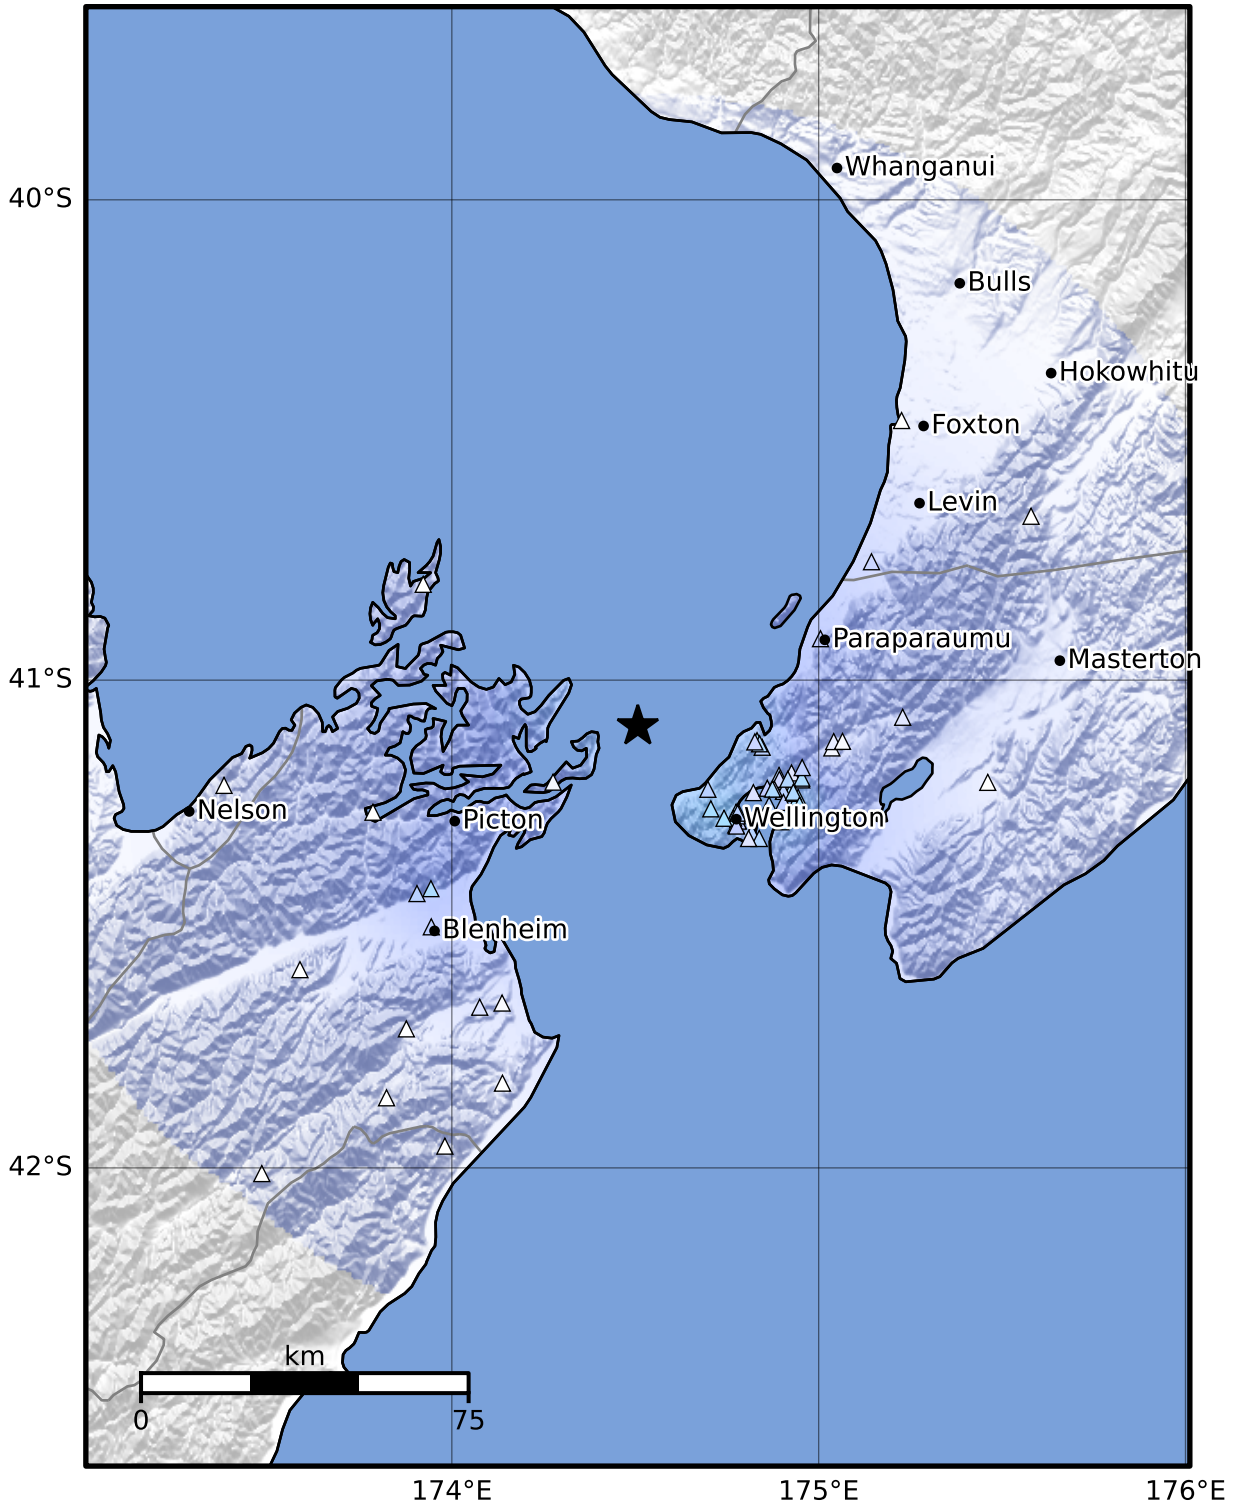 Whanganui
40°S
Bulls
Hokowhitu
Foxton
Levin
Paraparaumu
Masterton
41°S
Nelson
Picton
Wellington
Blenheim
42°S
km
0
75
174°E
175°E
176°E